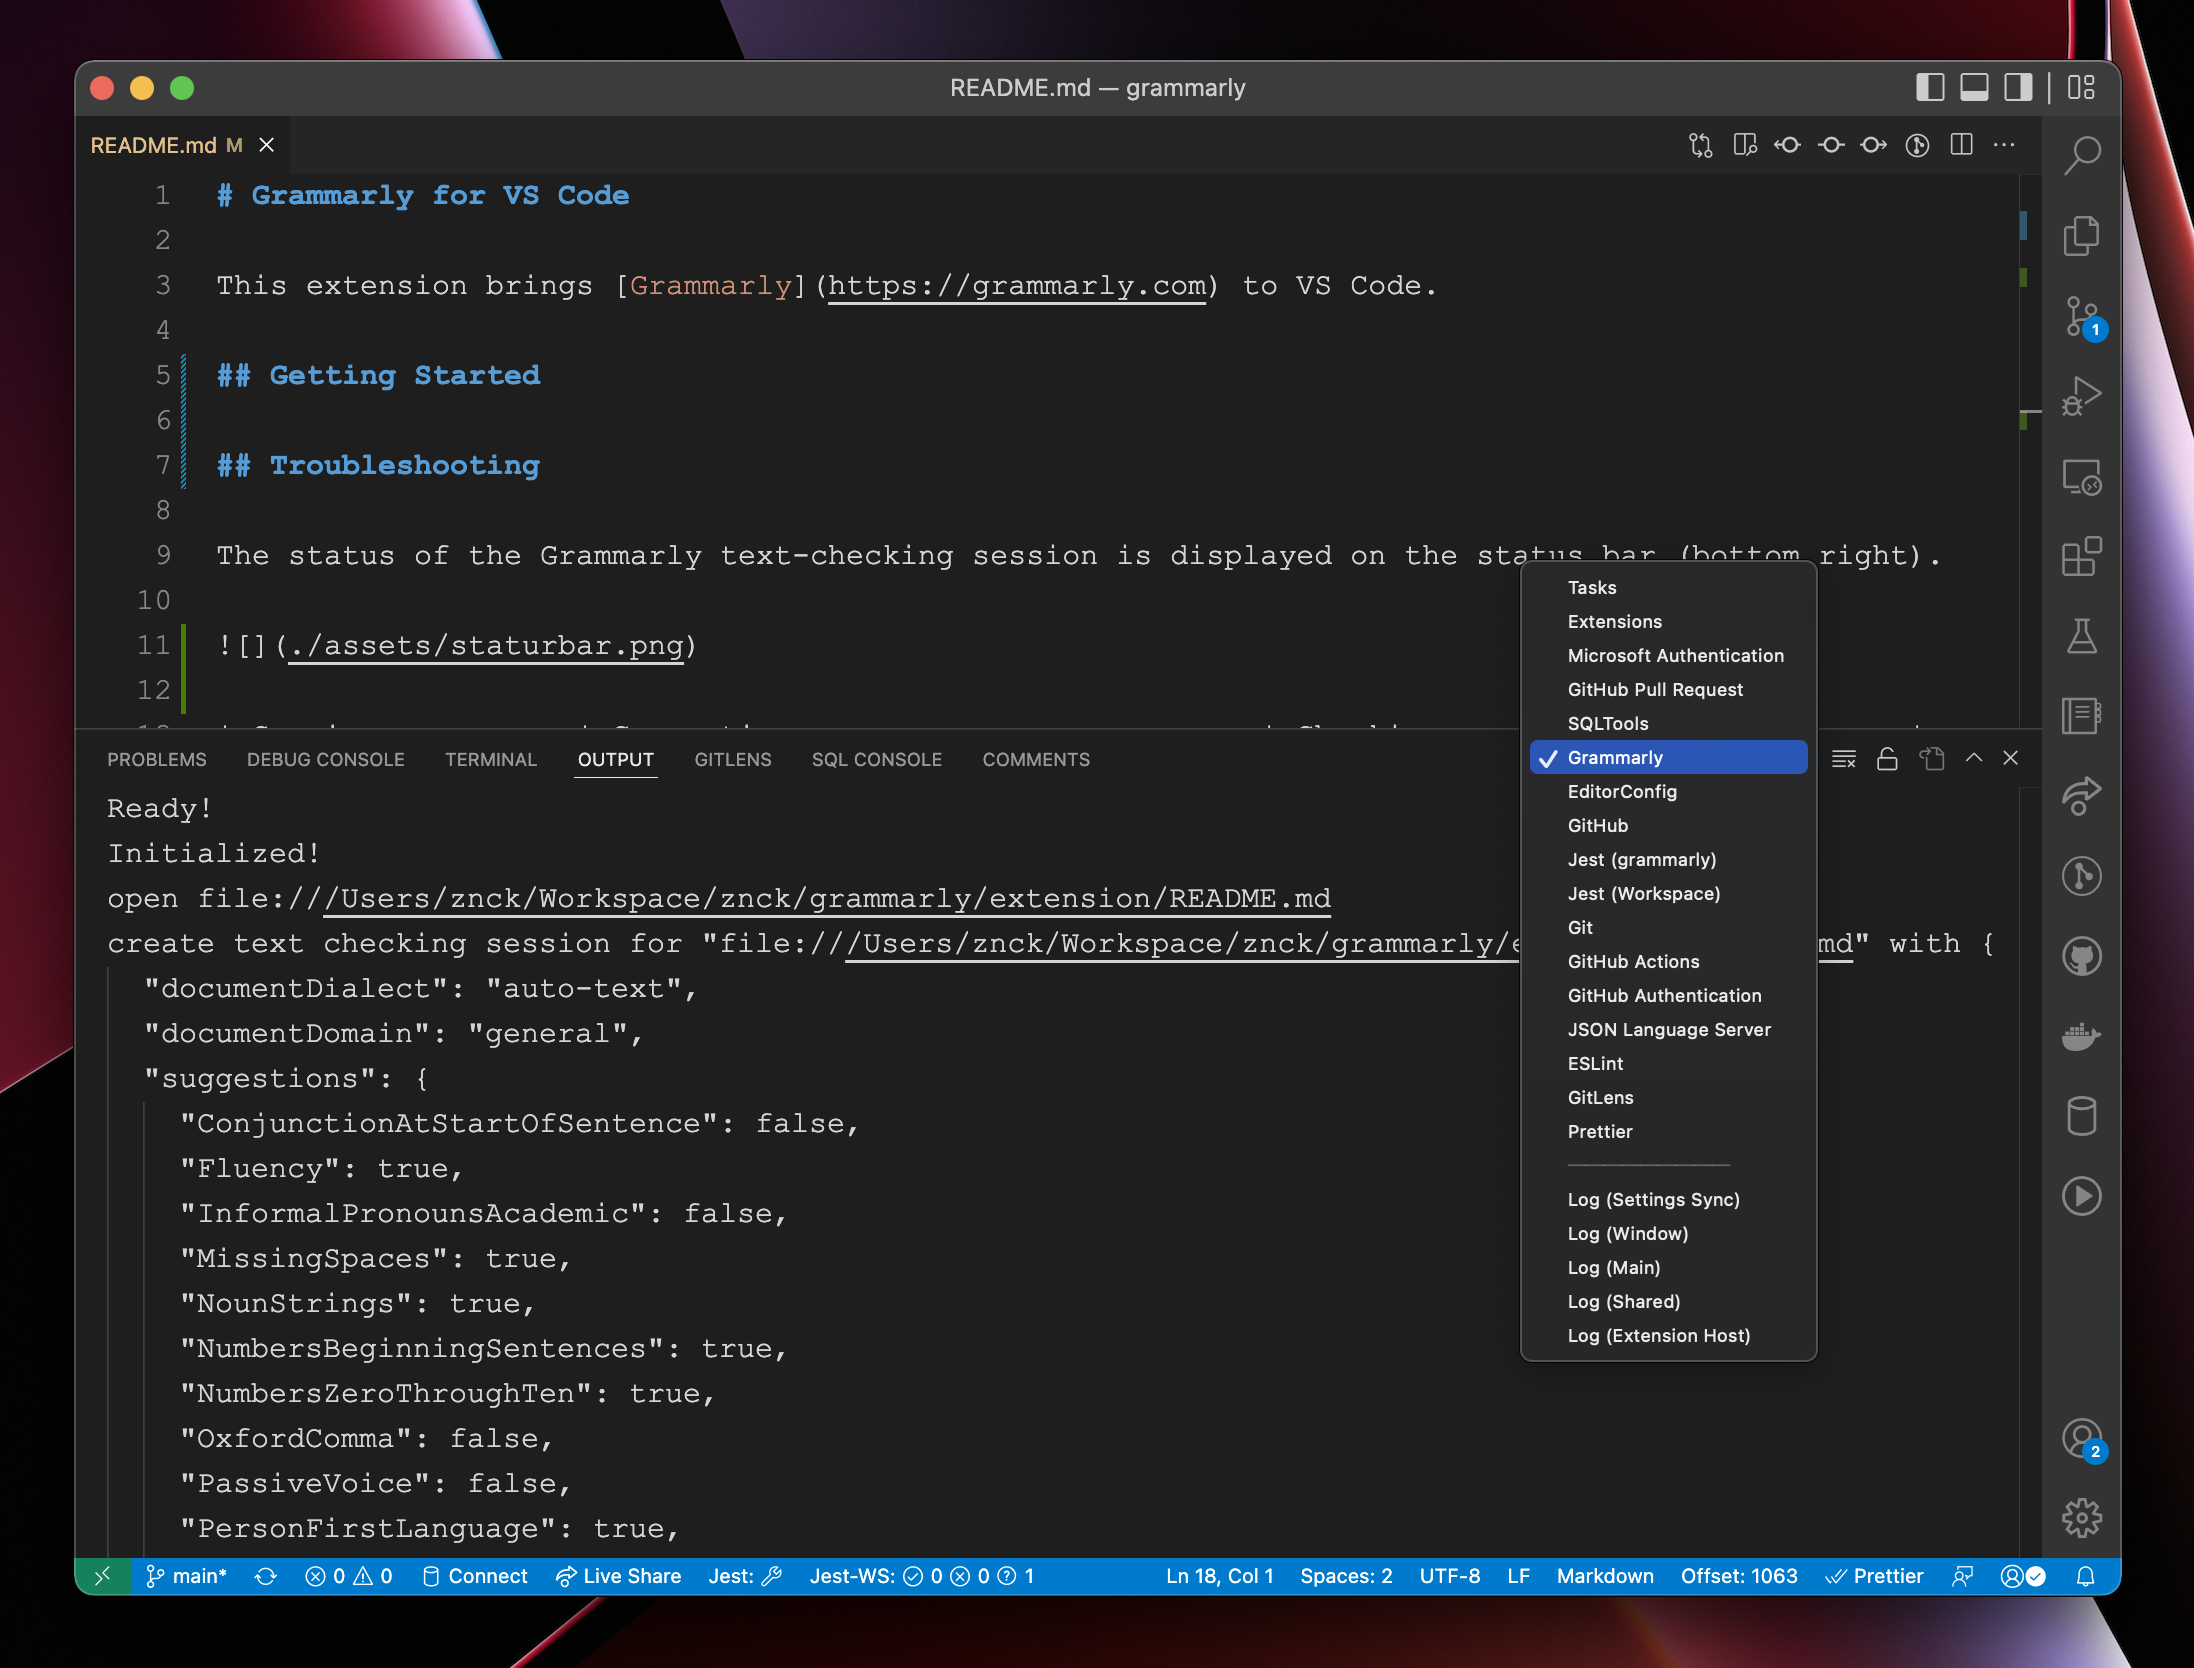 README.md — grammarly
README.md M
1 # Grammarly for VS Code
2
3 This extension brings [Grammarly](https://grammarly.com) to VS Code.
4
5 ## Getting Started
6
7 ## Troubleshooting
8
9 The status of the Grammarly text-checking session is displayed on the status bar (bottom right).
10
11 ![](./assets/staturbar.png)
12
PROBLEMS DEBUG CONSOLE TERMINAL OUTPUT GITLENS SQL CONSOLE COMMENTS
Ready!
Initialized!
open file:///Users/znck/Workspace/znck/grammarly/extension/README.md
create text checking session for "file:///Users/znck/Workspace/znck/grammarly/ md" with {
"documentDialect": "auto-text",
"documentDomain": "general",
"suggestions": {
"ConjunctionAtStartOfSentence": false,
"Fluency": true,
"InformalPronounsAcademic": false,
"MissingSpaces": true,
"NounStrings": true,
"NumbersBeginningSentences": true,
"NumbersZeroThroughTen": true,
"OxfordComma": false,
"PassiveVoice": false,
"PersonFirstLanguage": true,
Tasks
Extensions
Microsoft Authentication
GitHub Pull Request
SQLTools
Grammarly
EditorConfig
GitHub
Jest (grammarly)
Jest (Workspace)
Git
GitHub Actions
GitHub Authentication
JSON Language Server
ESLint
GitLens
Prettier
Log (Settings Sync)
Log (Window)
Log (Main)
Log (Shared)
Log (Extension Host)
1
2
main* 0 0 Connect Live Share Jest: Jest-WS: 0 0 1 Ln 18, Col 1 Spaces: 2 UTF-8 LF Markdown Offset: 1063 Prettier